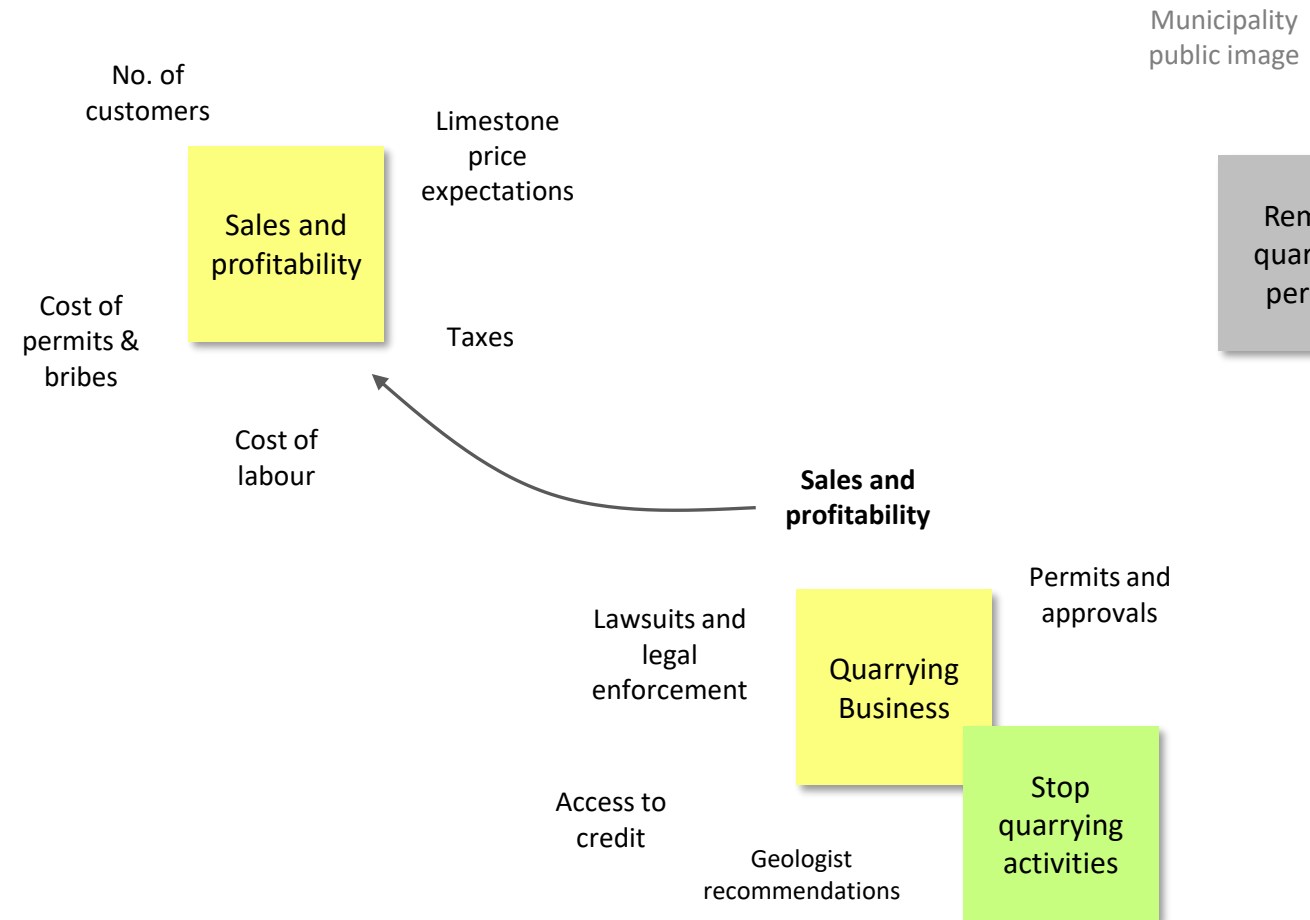 Municipality
public image
No. of
customers
Limestone
price
expectations
Sales and
profitability
Cost of
permits &
bribes
Taxes
Cost of
labour
Sales and
profitability
Permits and
approvals
Lawsuits and
legal
enforcement
Quarrying
Business
Stop
quarrying
activities
Access to
credit
Geologist
recommendations